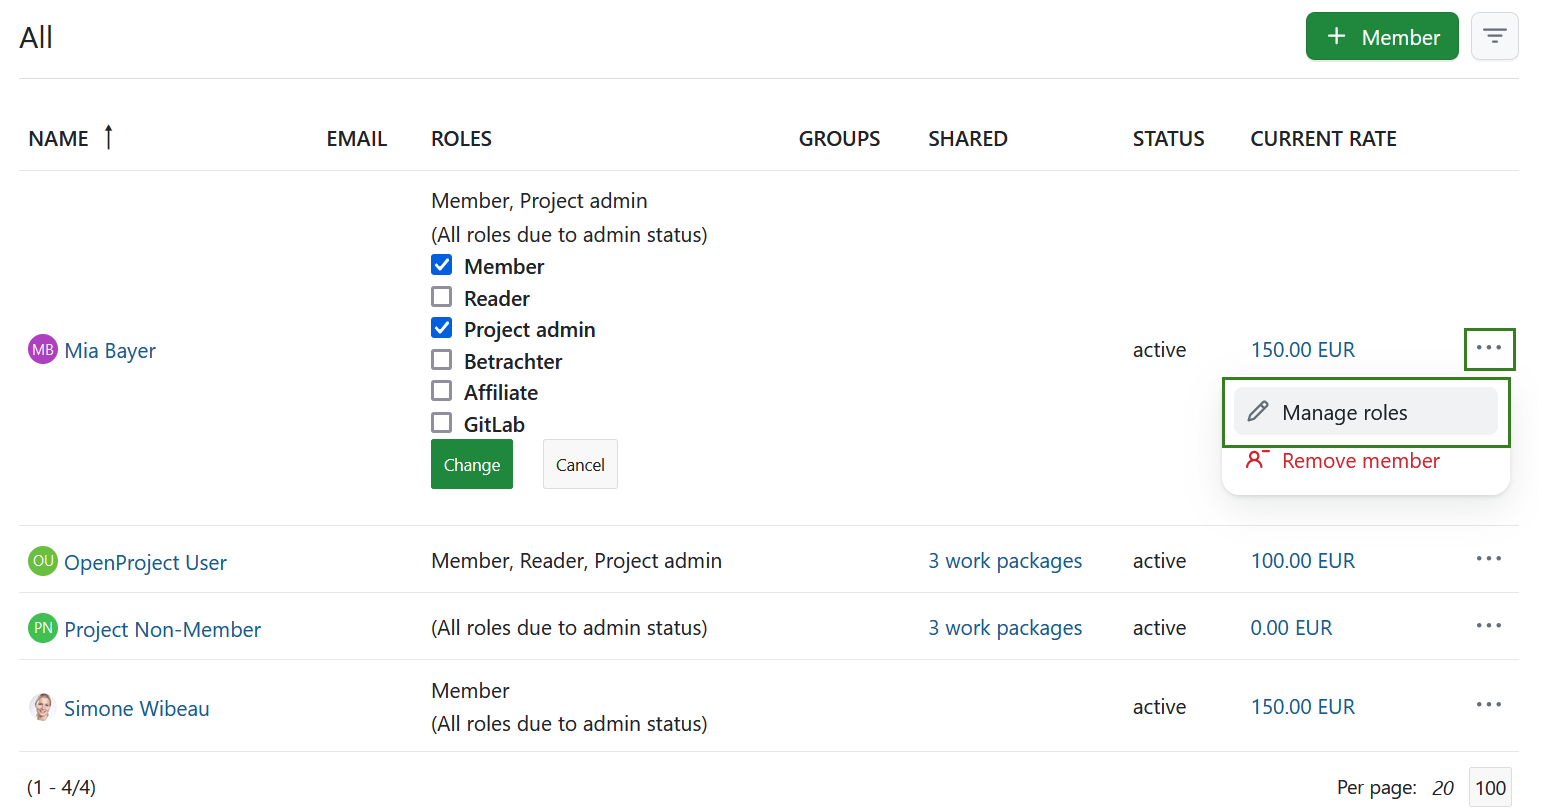 All
+ Member
NAME ↑ EMAIL ROLES GROUPS SHARED STATUS CURRENT RATE
Member, Project admin
(All roles due to admin status)
Member
Reader
Project admin
Betrachter
Affiliate
GitLab
Change Cancel
MB Mia Bayer active 150.00 EUR ...
Manage roles
Remove member
OU OpenProject User Member, Reader, Project admin 3 work packages active 100.00 EUR ...
PN Project Non-Member (All roles due to admin status) 3 work packages active 0.00 EUR ...
Simone Wibeau Member active 150.00 EUR ...
(All roles due to admin status)
(1 - 4/4) Per page: 20 100